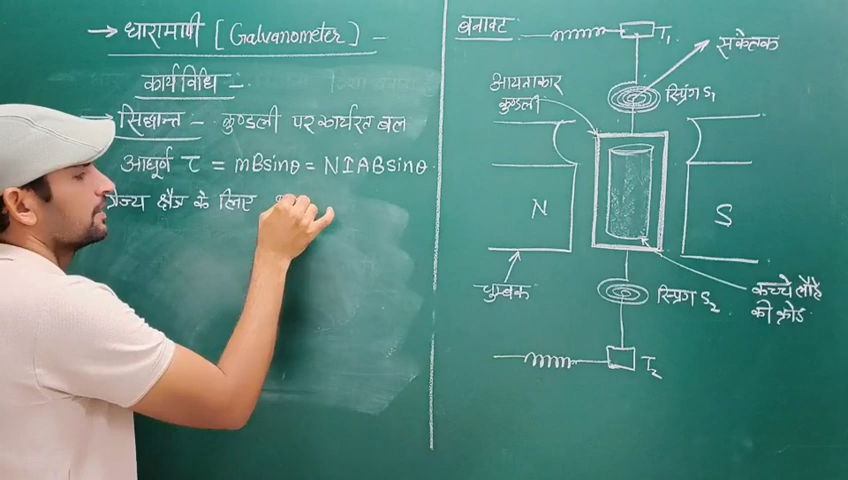 → धारामापी [Galvanometer] -
कार्यविधि -
→ सिद्धान्त - कुण्डली पर कार्यरत बल
आघूर्ण τ = mBsinθ = NIABsinθ
त्रिज्य क्षेत्र के लिए
बनावट
T₁
संकेतक
स्प्रिंग S₁
आयताकार
कुण्डली
N
S
चुम्बक
स्प्रिंग S₂
कच्चे लौहे
की क्रोड
T₂